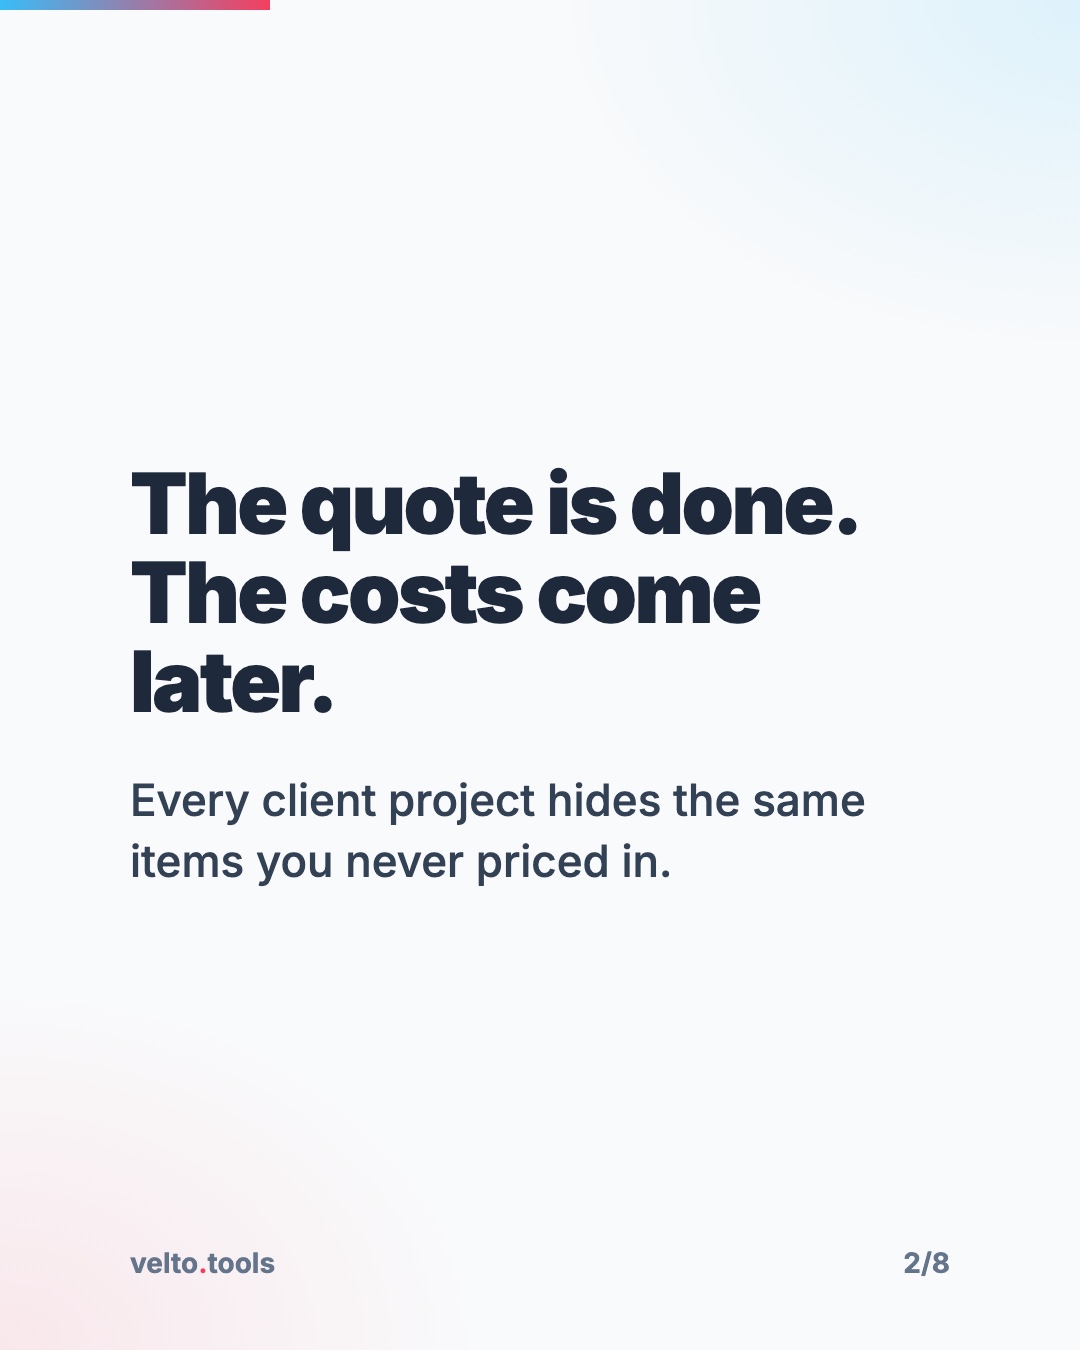 The quote is done.
The costs come
later.
Every client project hides the same
items you never priced in.
velto.tools
2/8